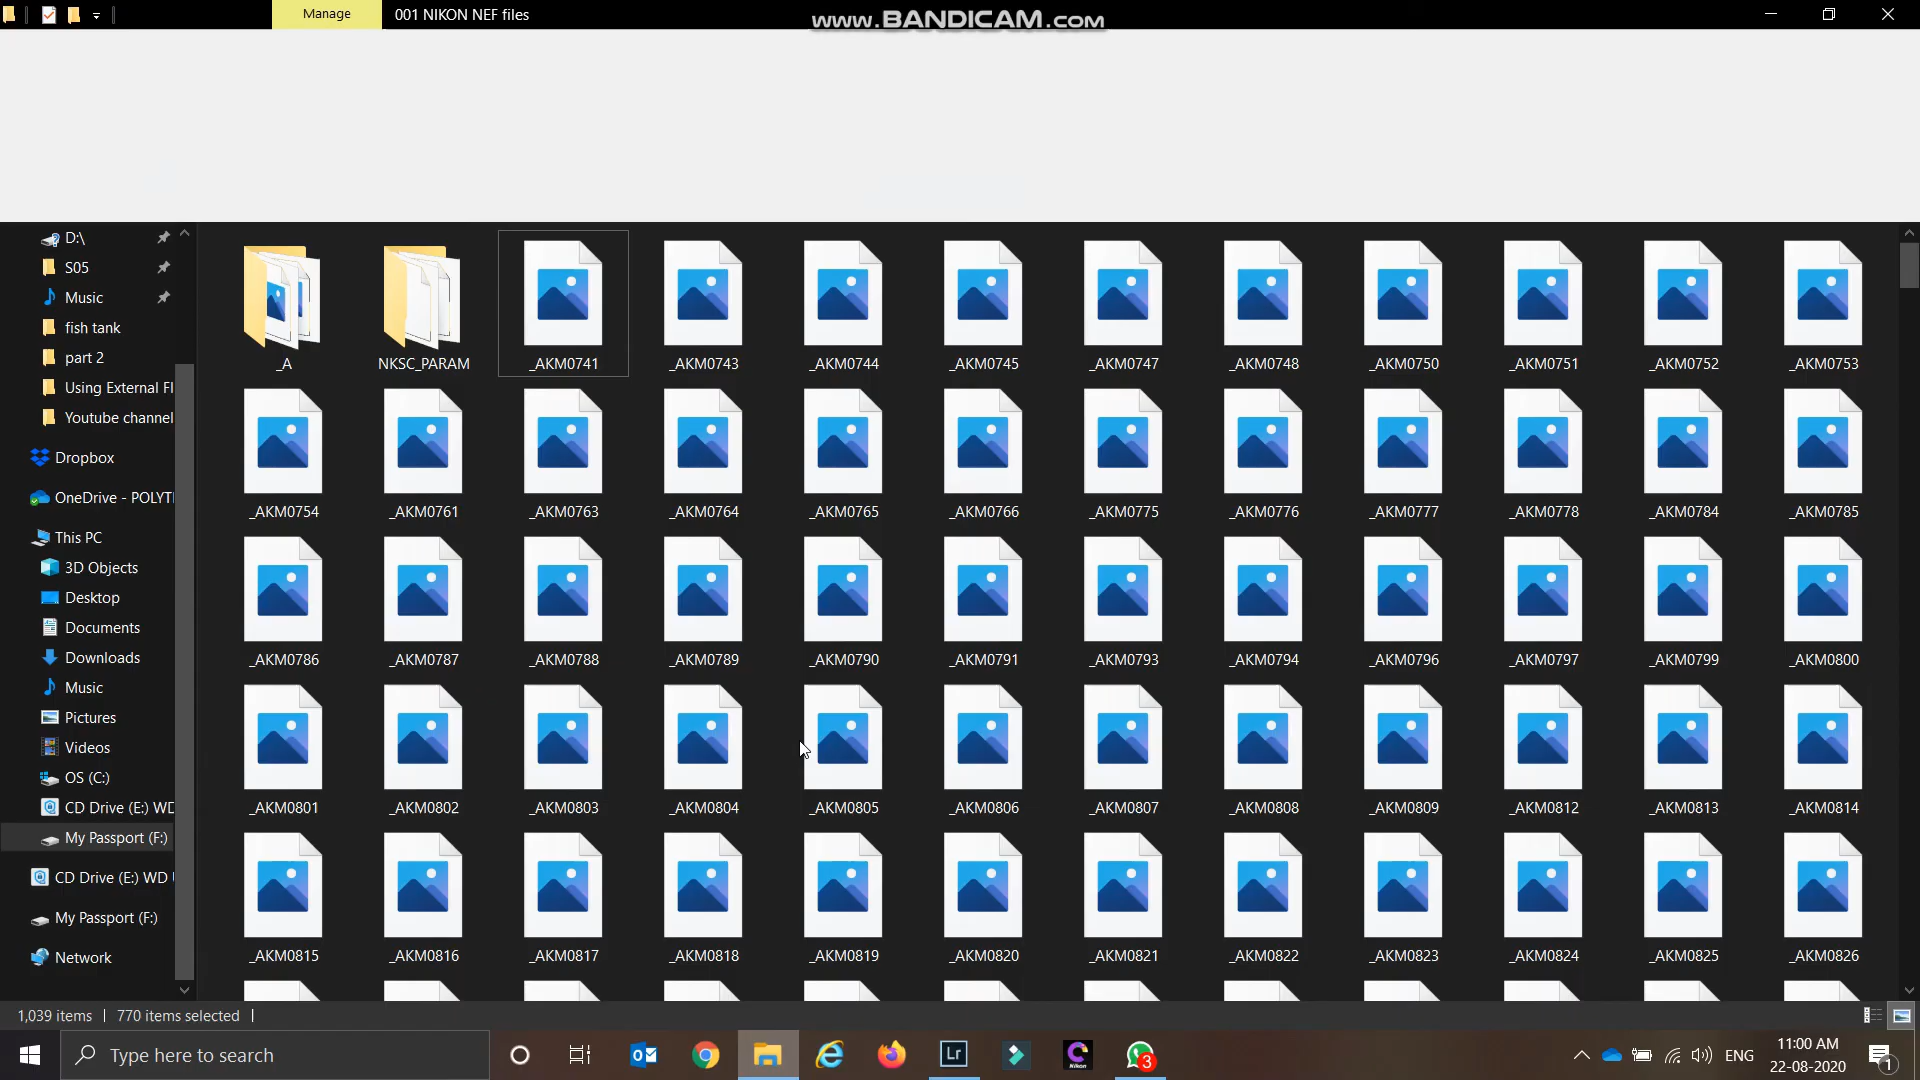 Manage
001 NIKON NEF files
www.BANDICAM.com
D:\
S05
Music
fish tank
part 2
Using External Fl
Youtube channel
Dropbox
OneDrive - POLYTI
This PC
3D Objects
Desktop
Documents
Downloads
Music
Pictures
Videos
OS (C:)
CD Drive (E:) WD
My Passport (F:)
CD Drive (E:) WD U
My Passport (F:)
Network
_A NKSC_PARAM _AKM0741 _AKM0743 _AKM0744 _AKM0745 _AKM0747 _AKM0748 _AKM0750 _AKM0751 _AKM0752 _AKM0753
_AKM0754 _AKM0761 _AKM0763 _AKM0764 _AKM0765 _AKM0766 _AKM0775 _AKM0776 _AKM0777 _AKM0778 _AKM0784 _AKM0785
_AKM0786 _AKM0787 _AKM0788 _AKM0789 _AKM0790 _AKM0791 _AKM0793 _AKM0794 _AKM0796 _AKM0797 _AKM0799 _AKM0800
_AKM0801 _AKM0802 _AKM0803 _AKM0804 _AKM0805 _AKM0806 _AKM0807 _AKM0808 _AKM0809 _AKM0812 _AKM0813 _AKM0814
_AKM0815 _AKM0816 _AKM0817 _AKM0818 _AKM0819 _AKM0820 _AKM0821 _AKM0822 _AKM0823 _AKM0824 _AKM0825 _AKM0826
1,039 items 770 items selected
Type here to search
Lr
Nikon
3
ENG
11:00 AM
22-08-2020
1